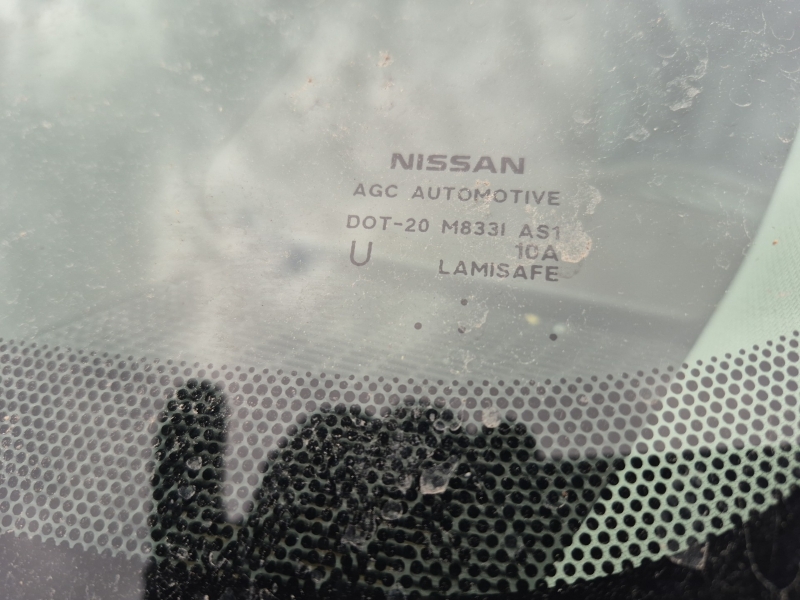 NISSAN
AGC AUTOMOTIVE
DOT-20 M833I AS1
U 10A
LAMISAFE